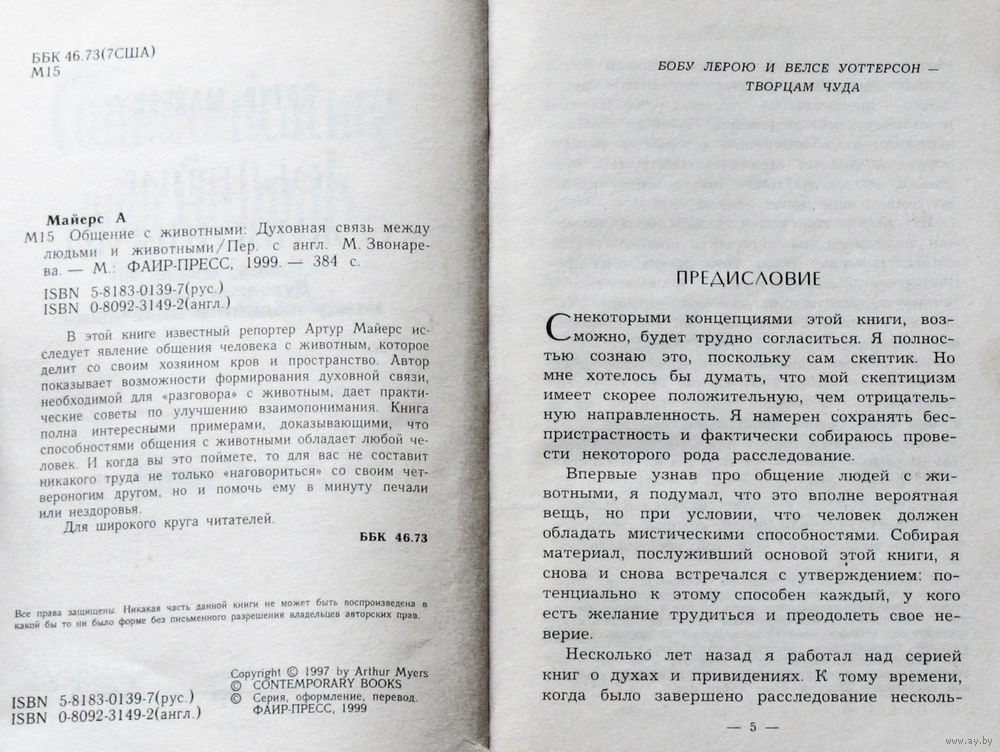 ББК 46.73(7США)
М15
Майерс А
М15 Общение с животными: Духовная связь между
людьми и животными/Пер. с англ. М. Звонаре-
ва. — М.: ФАИР-ПРЕСС, 1999. — 384 с.
ISBN 5-8183-0139-7(рус.)
ISBN 0-8092-3149-2(англ.)
В этой книге известный репортер Артур Майерс ис-
следует явление общения человека с животным, которое
делит со своим хозяином кров и пространство. Автор
показывает возможности формирования духовной связи,
необходимой для «разговора» с животным, дает практи-
ческие советы по улучшению взаимопонимания. Книга
полна интересными примерами, доказывающими, что
способностями общения с животными обладает любой че-
ловек. И когда вы это поймете, то для вас не составит
никакого труда не только «наговориться» со своим чет-
вероногим другом, но и помочь ему в минуту печали
или нездоровья.
Для широкого круга читателей.
ББК 46.73
Все права защищены. Никакая часть данной книги не может быть воспроизведена в
какой бы то ни было форме без письменного разрешения владельцев авторских прав.
Copyright © 1997 by Arthur Myers
© CONTEMPORARY BOOKS
© Серия, оформление, перевод.
ФАИР-ПРЕСС, 1999
ISBN 5-8183-0139-7(рус.)
ISBN 0-8092-3149-2(англ.)
БОБУ ЛЕРОЮ И ВЕЛСЕ УОТТЕРСОН —
ТВОРЦАМ ЧУДА
ПРЕДИСЛОВИЕ
С некоторыми концепциями этой книги, воз-
можно, будет трудно согласиться. Я полнос-
тью сознаю это, поскольку сам скептик. Но
мне хотелось бы думать, что мой скептицизм
имеет скорее положительную, чем отрицатель-
ную направленность. Я намерен сохранять бес-
пристрастность и фактически собираюсь прове-
сти некоторого рода расследование.
Впервые узнав про общение людей с жи-
вотными, я подумал, что это вполне вероятная
вещь, но при условии, что человек должен
обладать мистическими способностями. Собирая
материал, послуживший основой этой книги, я
снова и снова встречался с утверждением: по-
тенциально к этому способен каждый, у кого
есть желание трудиться и преодолеть свое не-
верие.
Несколько лет назад я работал над серией
книг о духах и привидениях. К тому времени,
когда было завершено расследование несколь-
— 5 —
www.ay.by